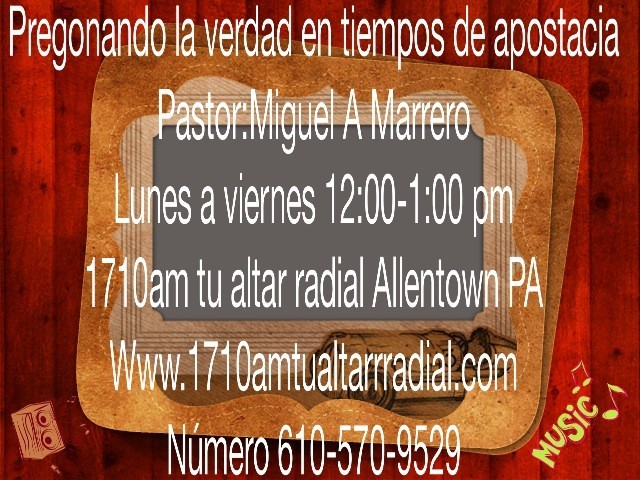 Pregonando la verdad en tiempos de apostacia
Pastor:Miguel A Marrero
Lunes a viernes 12:00-1:00 pm
1710am tu altar radial Allentown PA
Www.1710amtualtarrradial.com
Número 610-570-9529
MUSIC